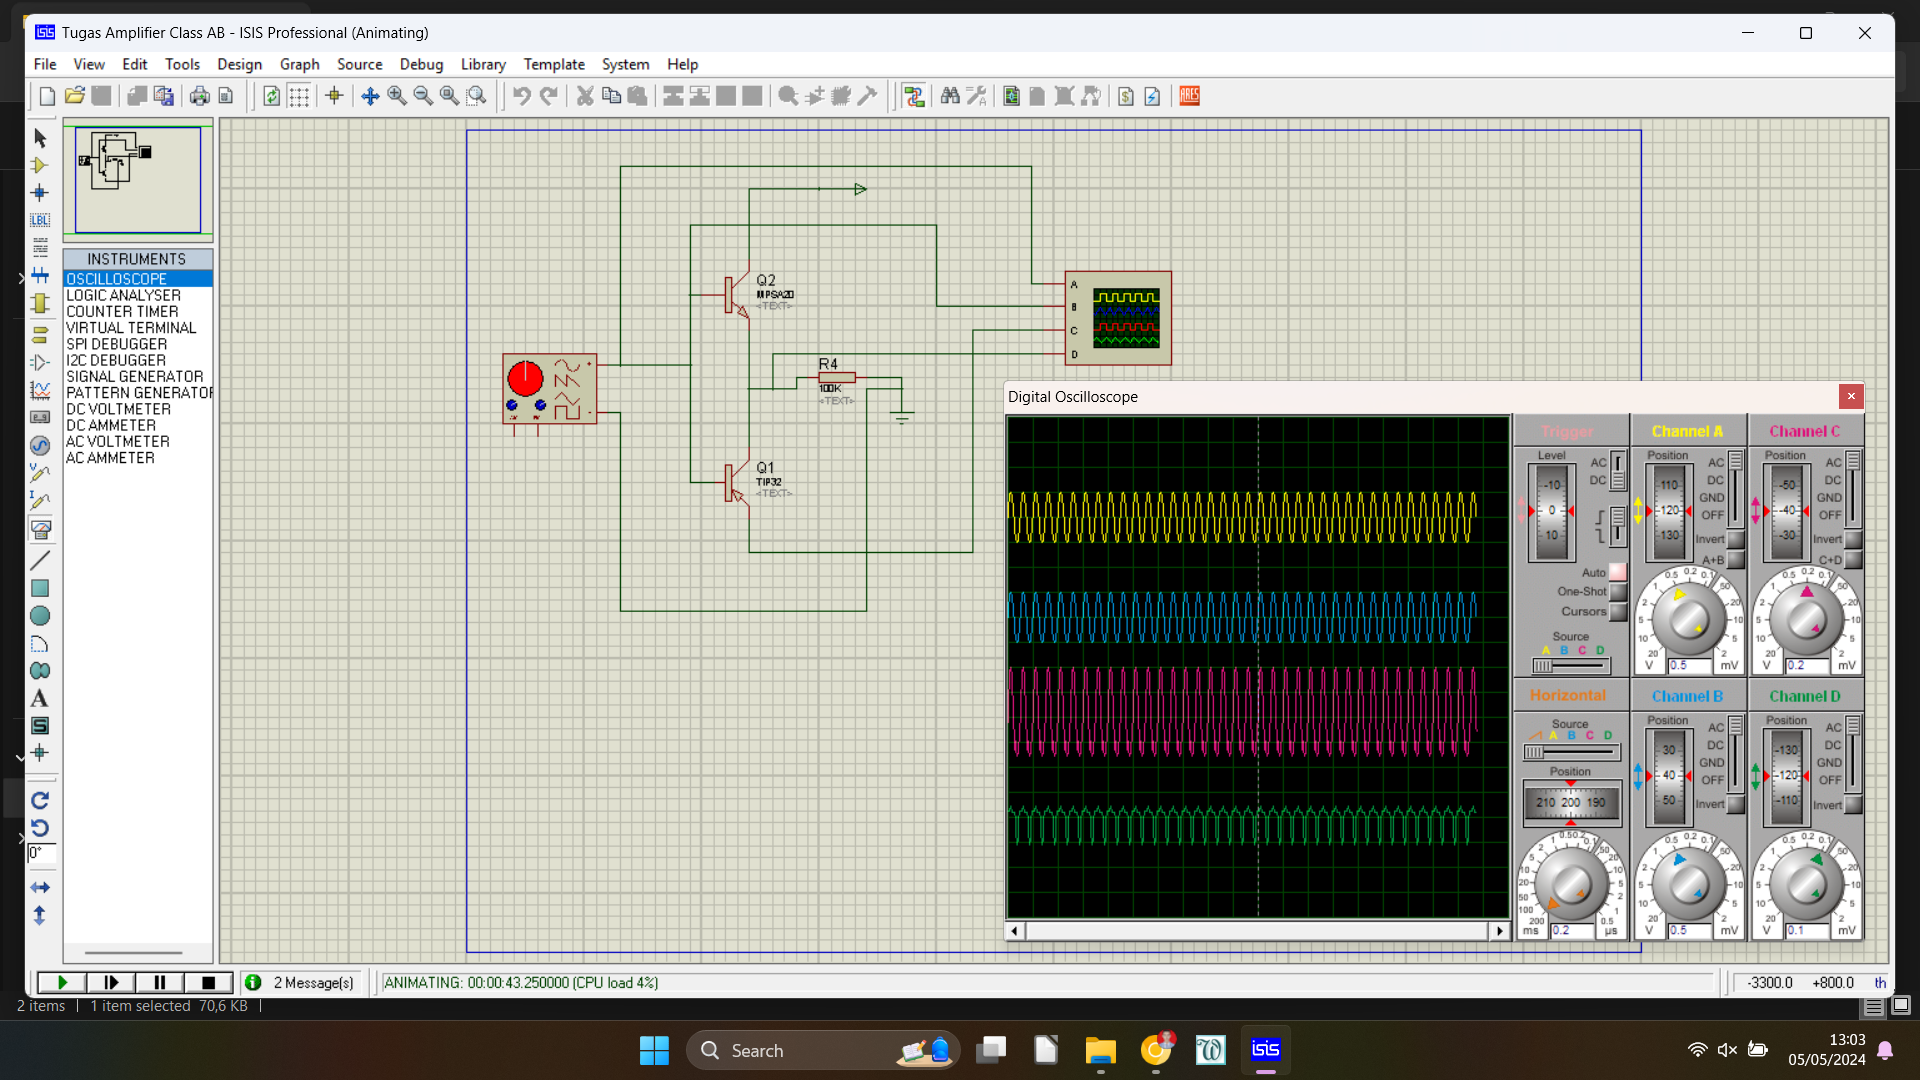 Tugas Amplifier Class AB - ISIS Professional (Animating)
File View Edit Tools Design Graph Source Debug Library Template System Help
LBL
ARES
INSTRUMENTS
OSCILLOSCOPE
LOGIC ANALYSER
COUNTER TIMER
VIRTUAL TERMINAL
SPI DEBUGGER
I2C DEBUGGER
SIGNAL GENERATOR
PATTERN GENERATOR
DC VOLTMETER
DC AMMETER
AC VOLTMETER
AC AMMETER
A
S
0°
Q2
MPSA20
<TEXT>
R4
100K
<TEXT>
Q1
TIP32
<TEXT>
A
B
C
D
Digital Oscilloscope
Trigger
Level
AC
DC
-10
0
10
Auto
One-Shot
Cursors
Source
A B C D
Channel A
Position
AC
DC
GND
OFF
110
120
130
Invert
A+B
V 0.5 mV
Channel C
Position
AC
DC
GND
OFF
-50
-40
-30
Invert
C+D
V 0.2 mV
Horizontal
Source
A B C D
Position
210 200 190
ms 0.2 µs
Channel B
Position
AC
DC
GND
OFF
30
40
50
Invert
V 0.5 mV
Channel D
Position
AC
DC
GND
OFF
-130
-120
-110
Invert
V 0.1 mV
2 Message(s)
ANIMATING: 00:00:43.250000 (CPU load 4%)
-3300.0 +800.0 th
2 items 1 item selected 70,6 KB
Search
isis
13:03
05/05/2024